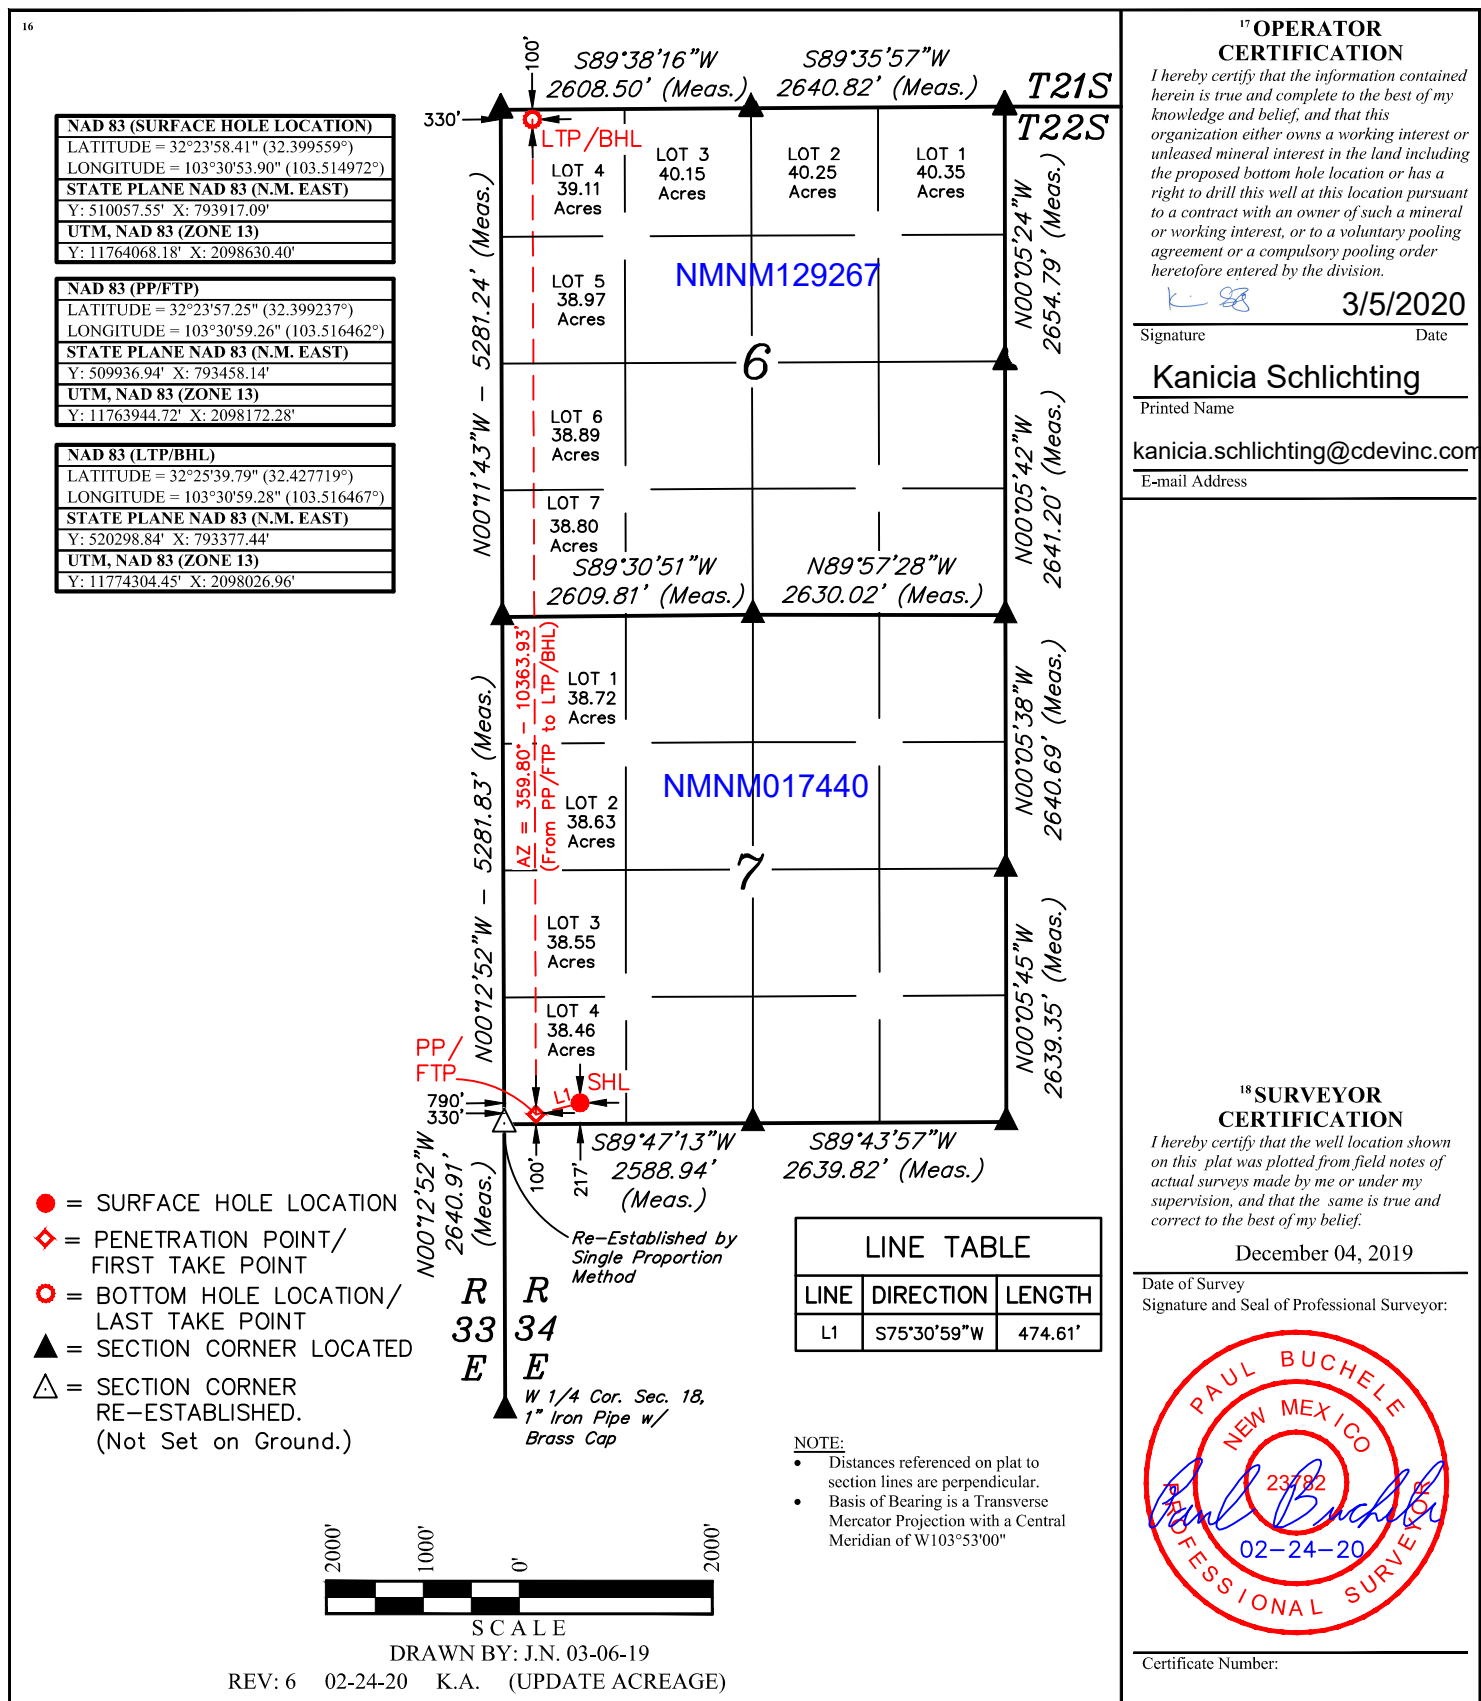 16
NAD 83 (SURFACE HOLE LOCATION)
LATITUDE = 32°23'58.41" (32.399559°)
LONGITUDE = 103°30'53.90" (103.514972°)
STATE PLANE NAD 83 (N.M. EAST)
Y: 510057.55' X: 793917.09'
UTM, NAD 83 (ZONE 13)
Y: 11764068.18' X: 2098630.40'
NAD 83 (PP/FTP)
LATITUDE = 32°23'57.25" (32.399237°)
LONGITUDE = 103°30'59.26" (103.516462°)
STATE PLANE NAD 83 (N.M. EAST)
Y: 509936.94' X: 793458.14'
UTM, NAD 83 (ZONE 13)
Y: 11763944.72' X: 2098172.28'
NAD 83 (LTP/BHL)
LATITUDE = 32°25'39.79" (32.427719°)
LONGITUDE = 103°30'59.28" (103.516467°)
STATE PLANE NAD 83 (N.M. EAST)
Y: 520298.84' X: 793377.44'
UTM, NAD 83 (ZONE 13)
Y: 11774304.45' X: 2098026.96'
100'
S89°38'16"W
2608.50' (Meas.)
S89°35'57"W
2640.82' (Meas.)
T21S
T22S
330'
LTP/BHL
LOT 4
39.11
Acres
LOT 3
40.15
Acres
LOT 2
40.25
Acres
LOT 1
40.35
Acres
NMNM129267
LOT 5
38.97
Acres
6
LOT 6
38.89
Acres
LOT 7
38.80
Acres
N00°11'43"W - 5281.24' (Meas.)
N00°05'24"W
2654.79' (Meas.)
N00°05'42"W
2641.20' (Meas.)
S89°30'51"W
2609.81' (Meas.)
N89°57'28"W
2630.02' (Meas.)
AZ = 359.80° - 10363.93'
(From PP/FTP to LTP/BHL)
LOT 1
38.72
Acres
NMNM017440
LOT 2
38.63
Acres
7
LOT 3
38.55
Acres
LOT 4
38.46
Acres
N00°12'52"W - 5281.83' (Meas.)
N00°05'38"W
2640.69' (Meas.)
N00°05'45"W
2639.35' (Meas.)
PP/
FTP
L1
SHL
790'
330'
100'
217'
S89°47'13"W
2588.94'
(Meas.)
S89°43'57"W
2639.82' (Meas.)
N00°12'52"W
2640.91'
(Meas.)
Re-Established by
Single Proportion
Method
R R
33 34
E E
W 1/4 Cor. Sec. 18,
1" Iron Pipe w/
Brass Cap
= SURFACE HOLE LOCATION
= PENETRATION POINT/
FIRST TAKE POINT
= BOTTOM HOLE LOCATION/
LAST TAKE POINT
= SECTION CORNER LOCATED
= SECTION CORNER
RE-ESTABLISHED.
(Not Set on Ground.)
LINE TABLE
LINE DIRECTION LENGTH
L1 S75°30'59"W 474.61'
NOTE:
• Distances referenced on plat to
section lines are perpendicular.
• Basis of Bearing is a Transverse
Mercator Projection with a Central
Meridian of W103°53'00"
2000' 1000' 0' 2000'
SCALE
DRAWN BY: J.N. 03-06-19
REV: 6 02-24-20 K.A. (UPDATE ACREAGE)
17 OPERATOR
CERTIFICATION
I hereby certify that the information contained
herein is true and complete to the best of my
knowledge and belief, and that this
organization either owns a working interest or
unleased mineral interest in the land including
the proposed bottom hole location or has a
right to drill this well at this location pursuant
to a contract with an owner of such a mineral
or working interest, or to a voluntary pooling
agreement or a compulsory pooling order
heretofore entered by the division.
3/5/2020
Signature Date
Kanicia Schlichting
Printed Name
kanicia.schlichting@cdevinc.com
E-mail Address
18 SURVEYOR
CERTIFICATION
I hereby certify that the well location shown
on this plat was plotted from field notes of
actual surveys made by me or under my
supervision, and that the same is true and
correct to the best of my belief.
December 04, 2019
Date of Survey
Signature and Seal of Professional Surveyor:
PAUL BUCHELE
NEW MEXICO
23782
Paul Buchele
02-24-20
PROFESSIONAL SURVEYOR
Certificate Number: